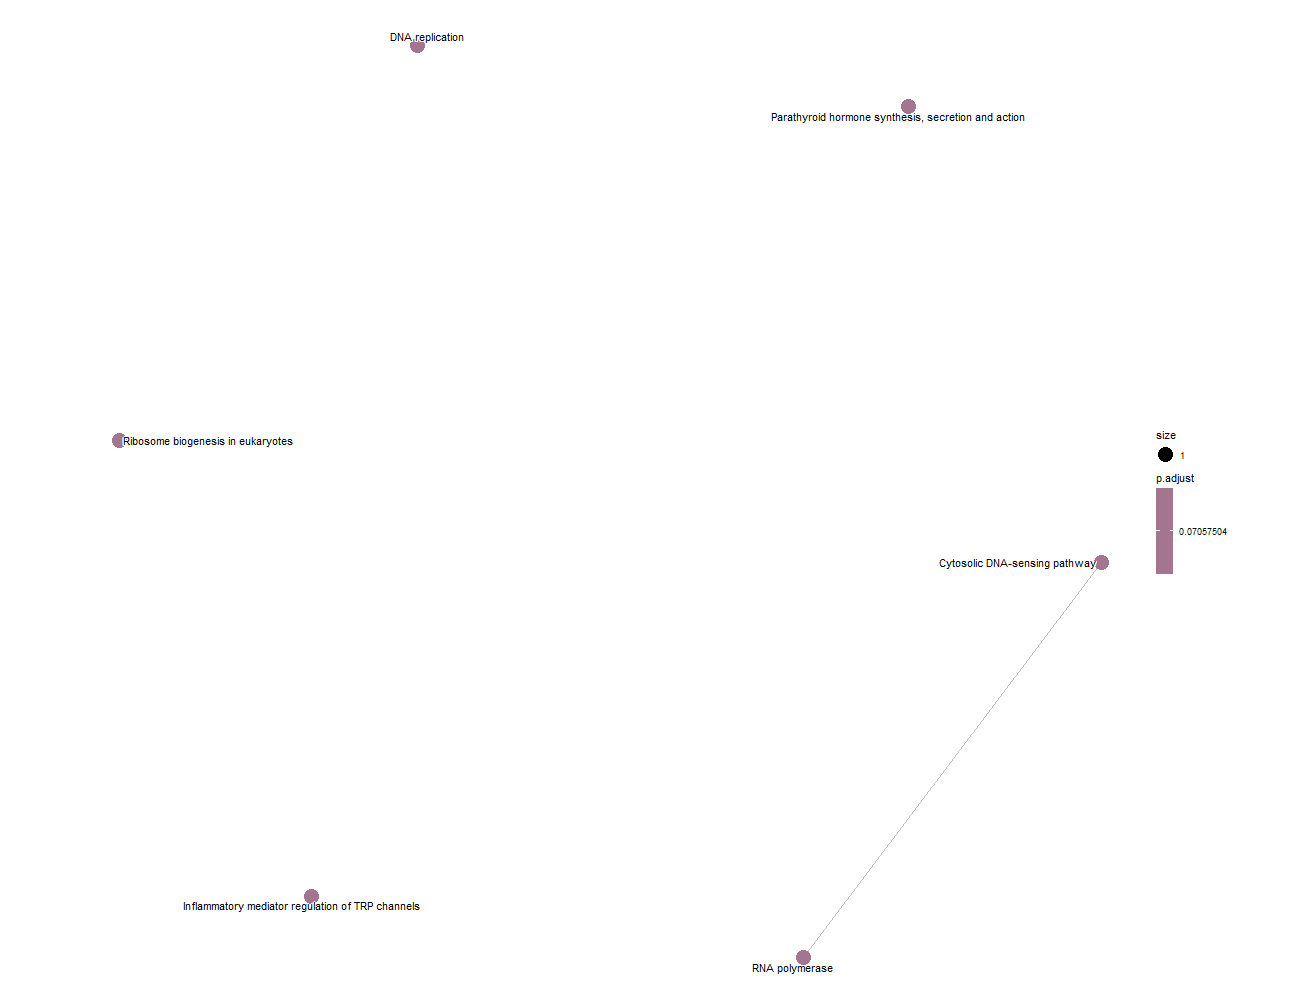 DNA replication
Parathyroid hormone synthesis, secretion and action
Ribosome biogenesis in eukaryotes
size
1
p.adjust
0.07057504
Cytosolic DNA-sensing pathway
Inflammatory mediator regulation of TRP channels
RNA polymerase